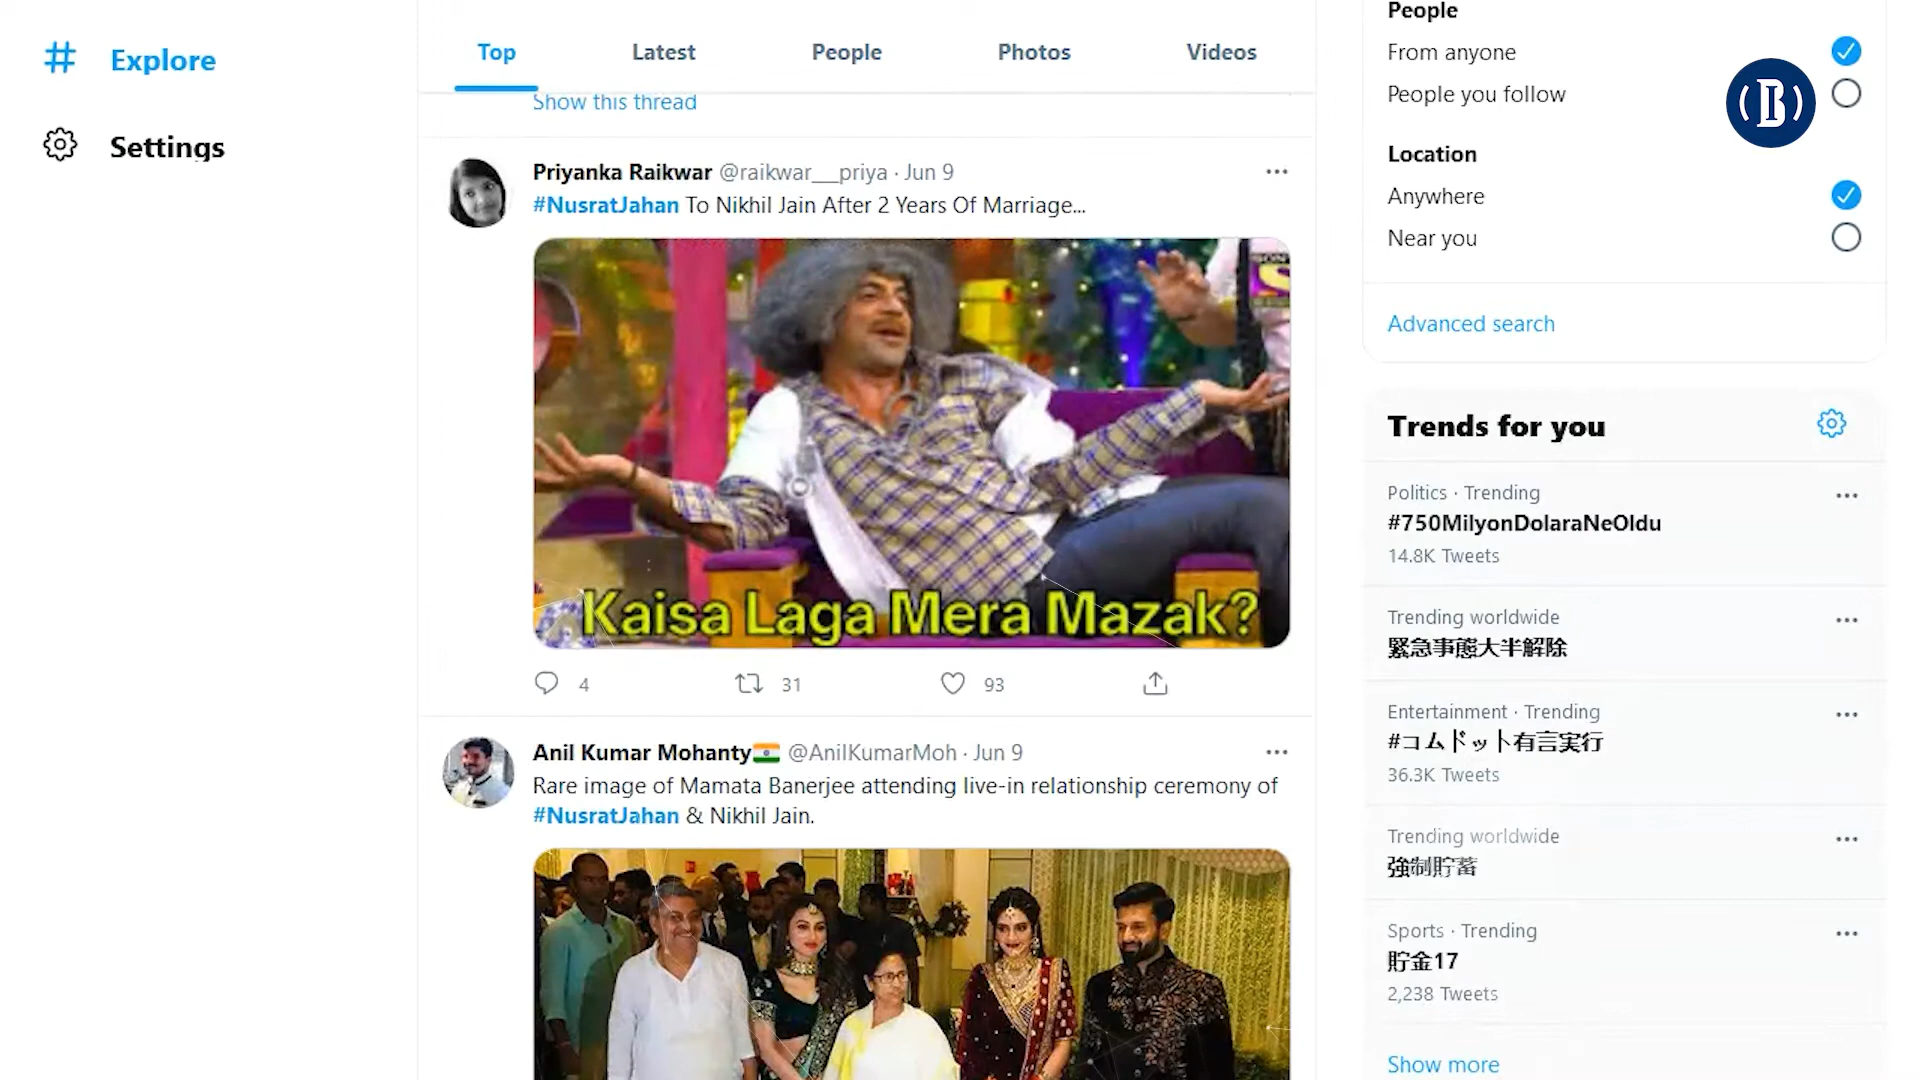 Explore
Settings
Top
Latest
People
Photos
Videos
Show this thread
Priyanka Raikwar @raikwar__priya · Jun 9
#NusratJahan To Nikhil Jain After 2 Years Of Marriage...
Kaisa Laga Mera Mazak?
4
31
93
Anil Kumar Mohanty @AnilKumarMoh · Jun 9
Rare image of Mamata Banerjee attending live-in relationship ceremony of
#NusratJahan & Nikhil Jain.
People
From anyone
People you follow
B
Location
Anywhere
Near you
Advanced search
Trends for you
Politics · Trending
#750MilyonDolaraNeOldu
14.8K Tweets
Trending worldwide
緊急事態大半解除
Entertainment · Trending
#コムドット有言実行
36.3K Tweets
Trending worldwide
強制貯蓄
Sports · Trending
貯金17
2,238 Tweets
Show more